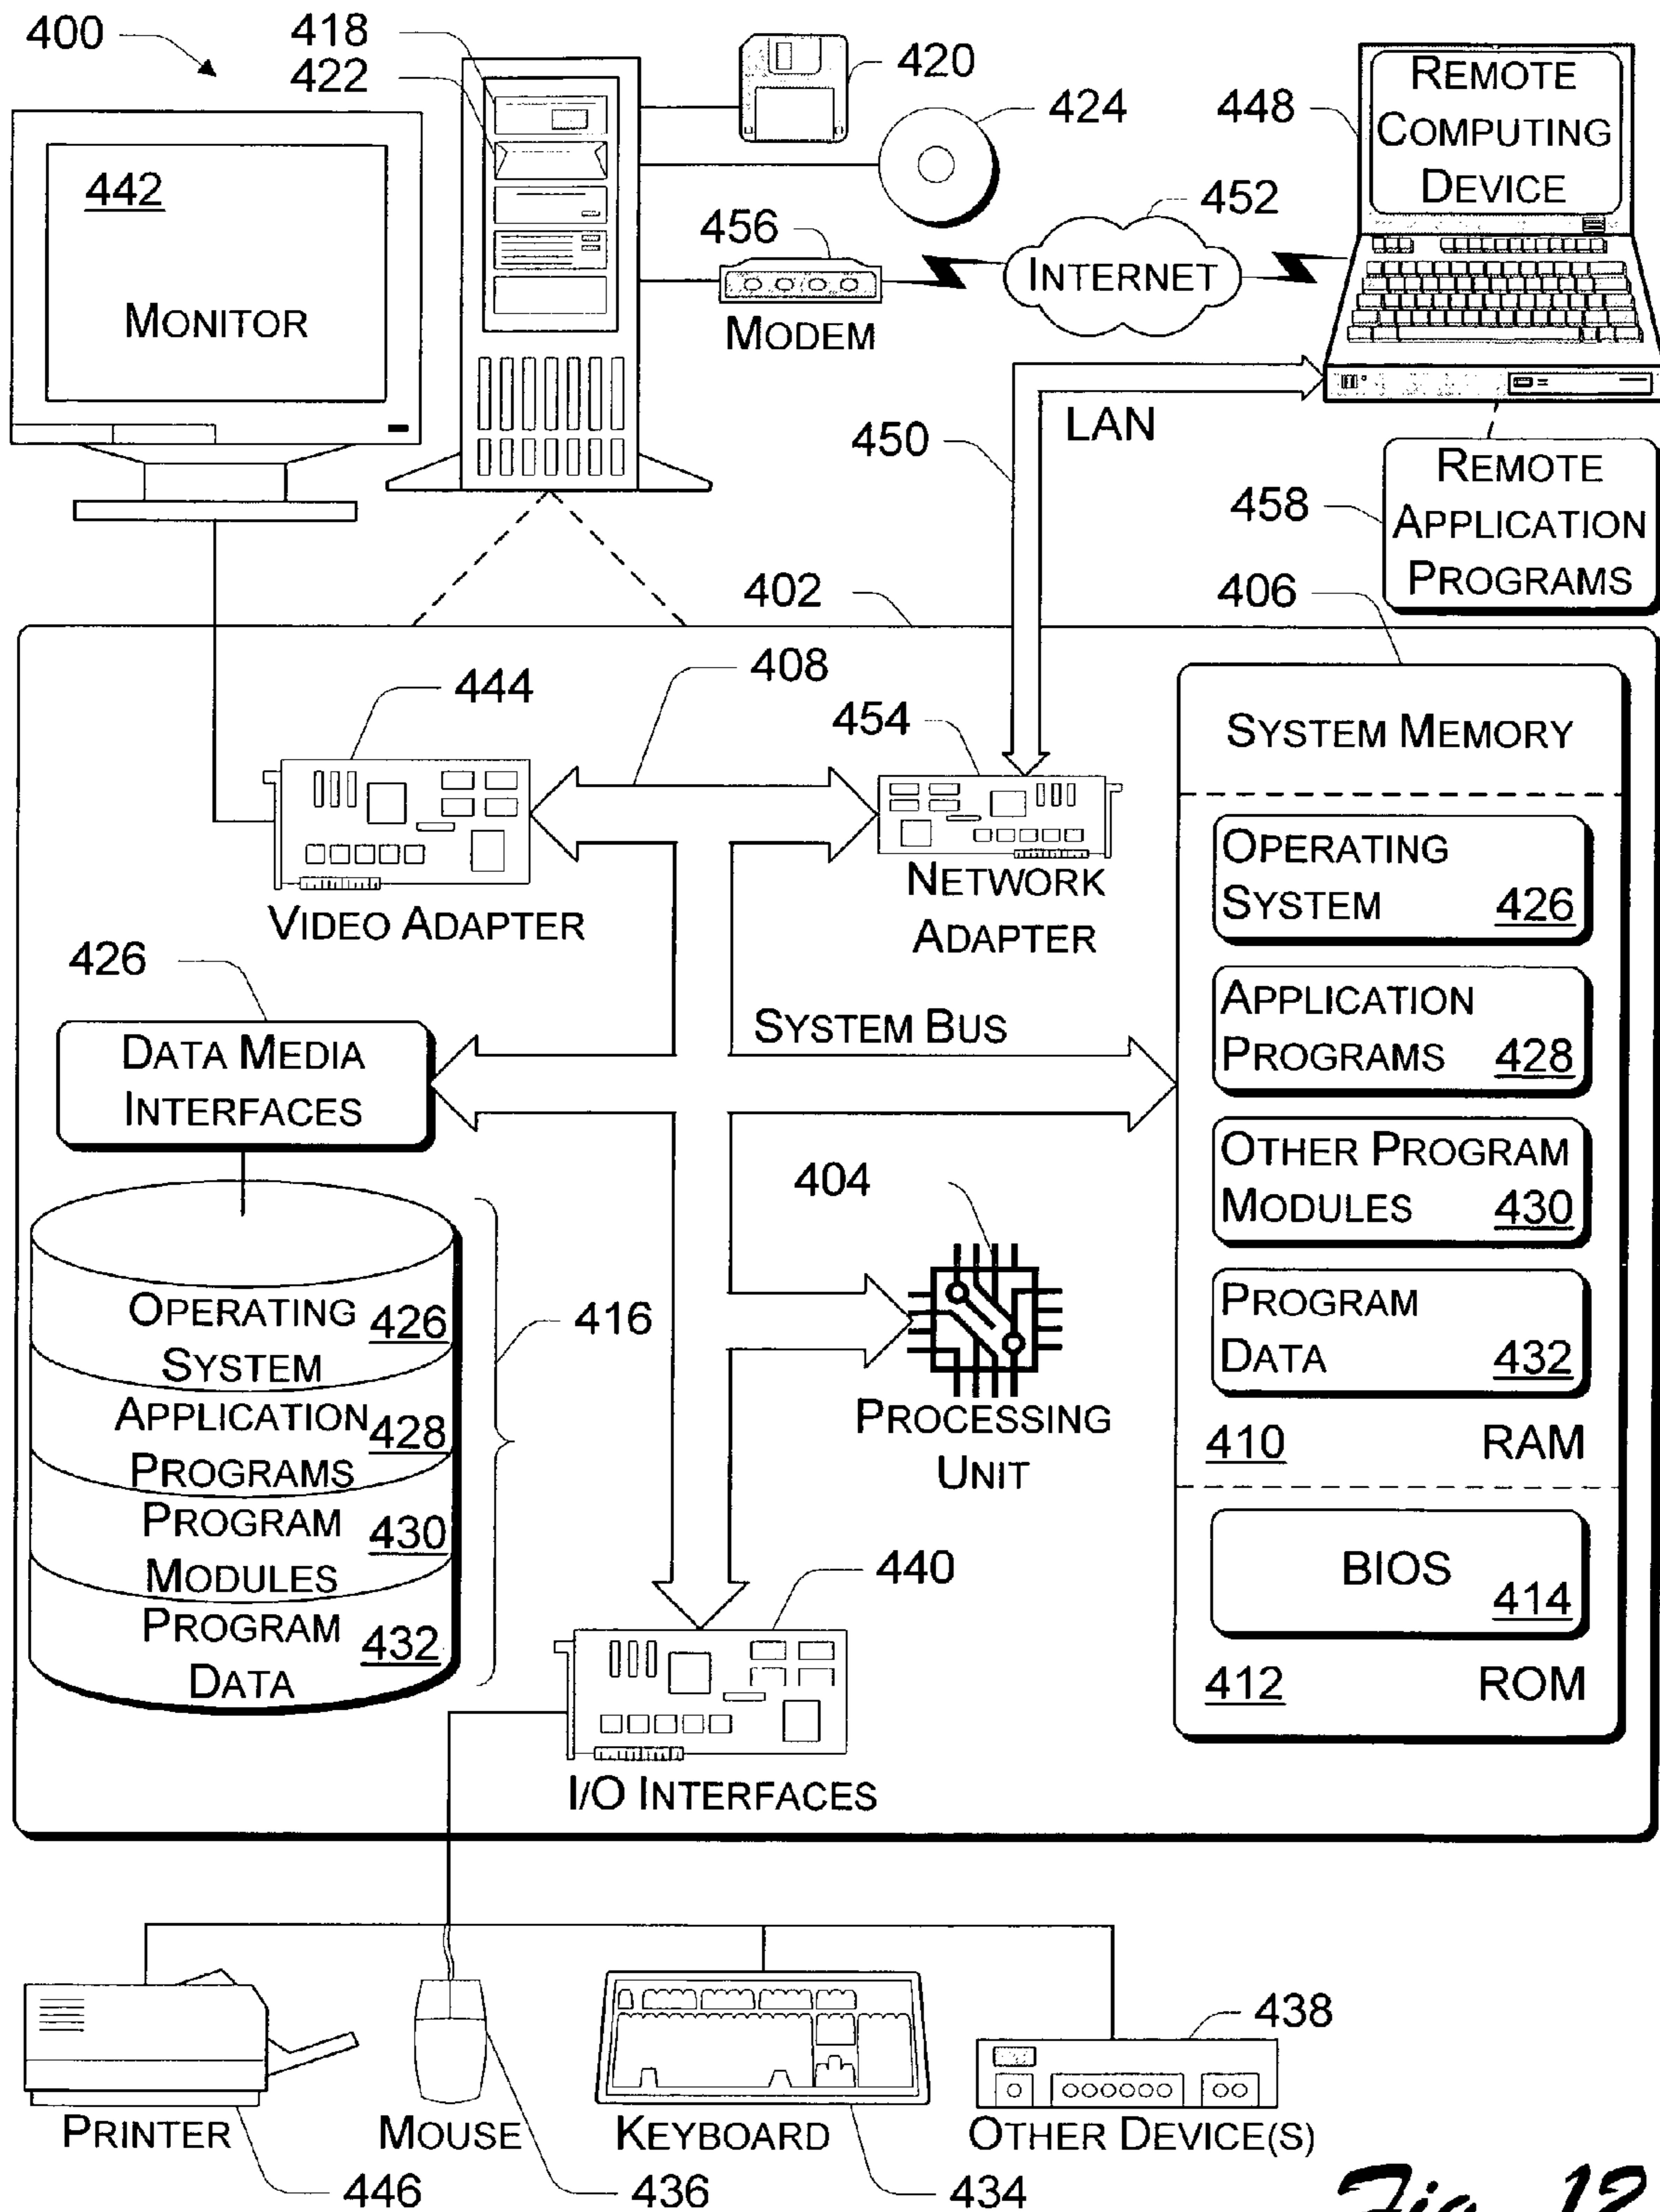 400
418
422
420
424
448
REMOTE
COMPUTING
DEVICE
442
MONITOR
456
MODEM
452
INTERNET
450
LAN
458
REMOTE
APPLICATION
PROGRAMS
402
406
408
444
454
VIDEO ADAPTER
NETWORK
ADAPTER
SYSTEM MEMORY
OPERATING
SYSTEM 426
APPLICATION
PROGRAMS 428
OTHER PROGRAM
MODULES 430
PROGRAM
DATA 432
410 RAM
BIOS
414
412 ROM
426
DATA MEDIA
INTERFACES
SYSTEM BUS
404
PROCESSING
UNIT
OPERATING 426
SYSTEM
APPLICATION 428
PROGRAMS
PROGRAM 430
MODULES
PROGRAM 432
DATA
416
440
I/O INTERFACES
PRINTER
446
MOUSE
436
KEYBOARD
434
438
OTHER DEVICE(S)
Fig. 12